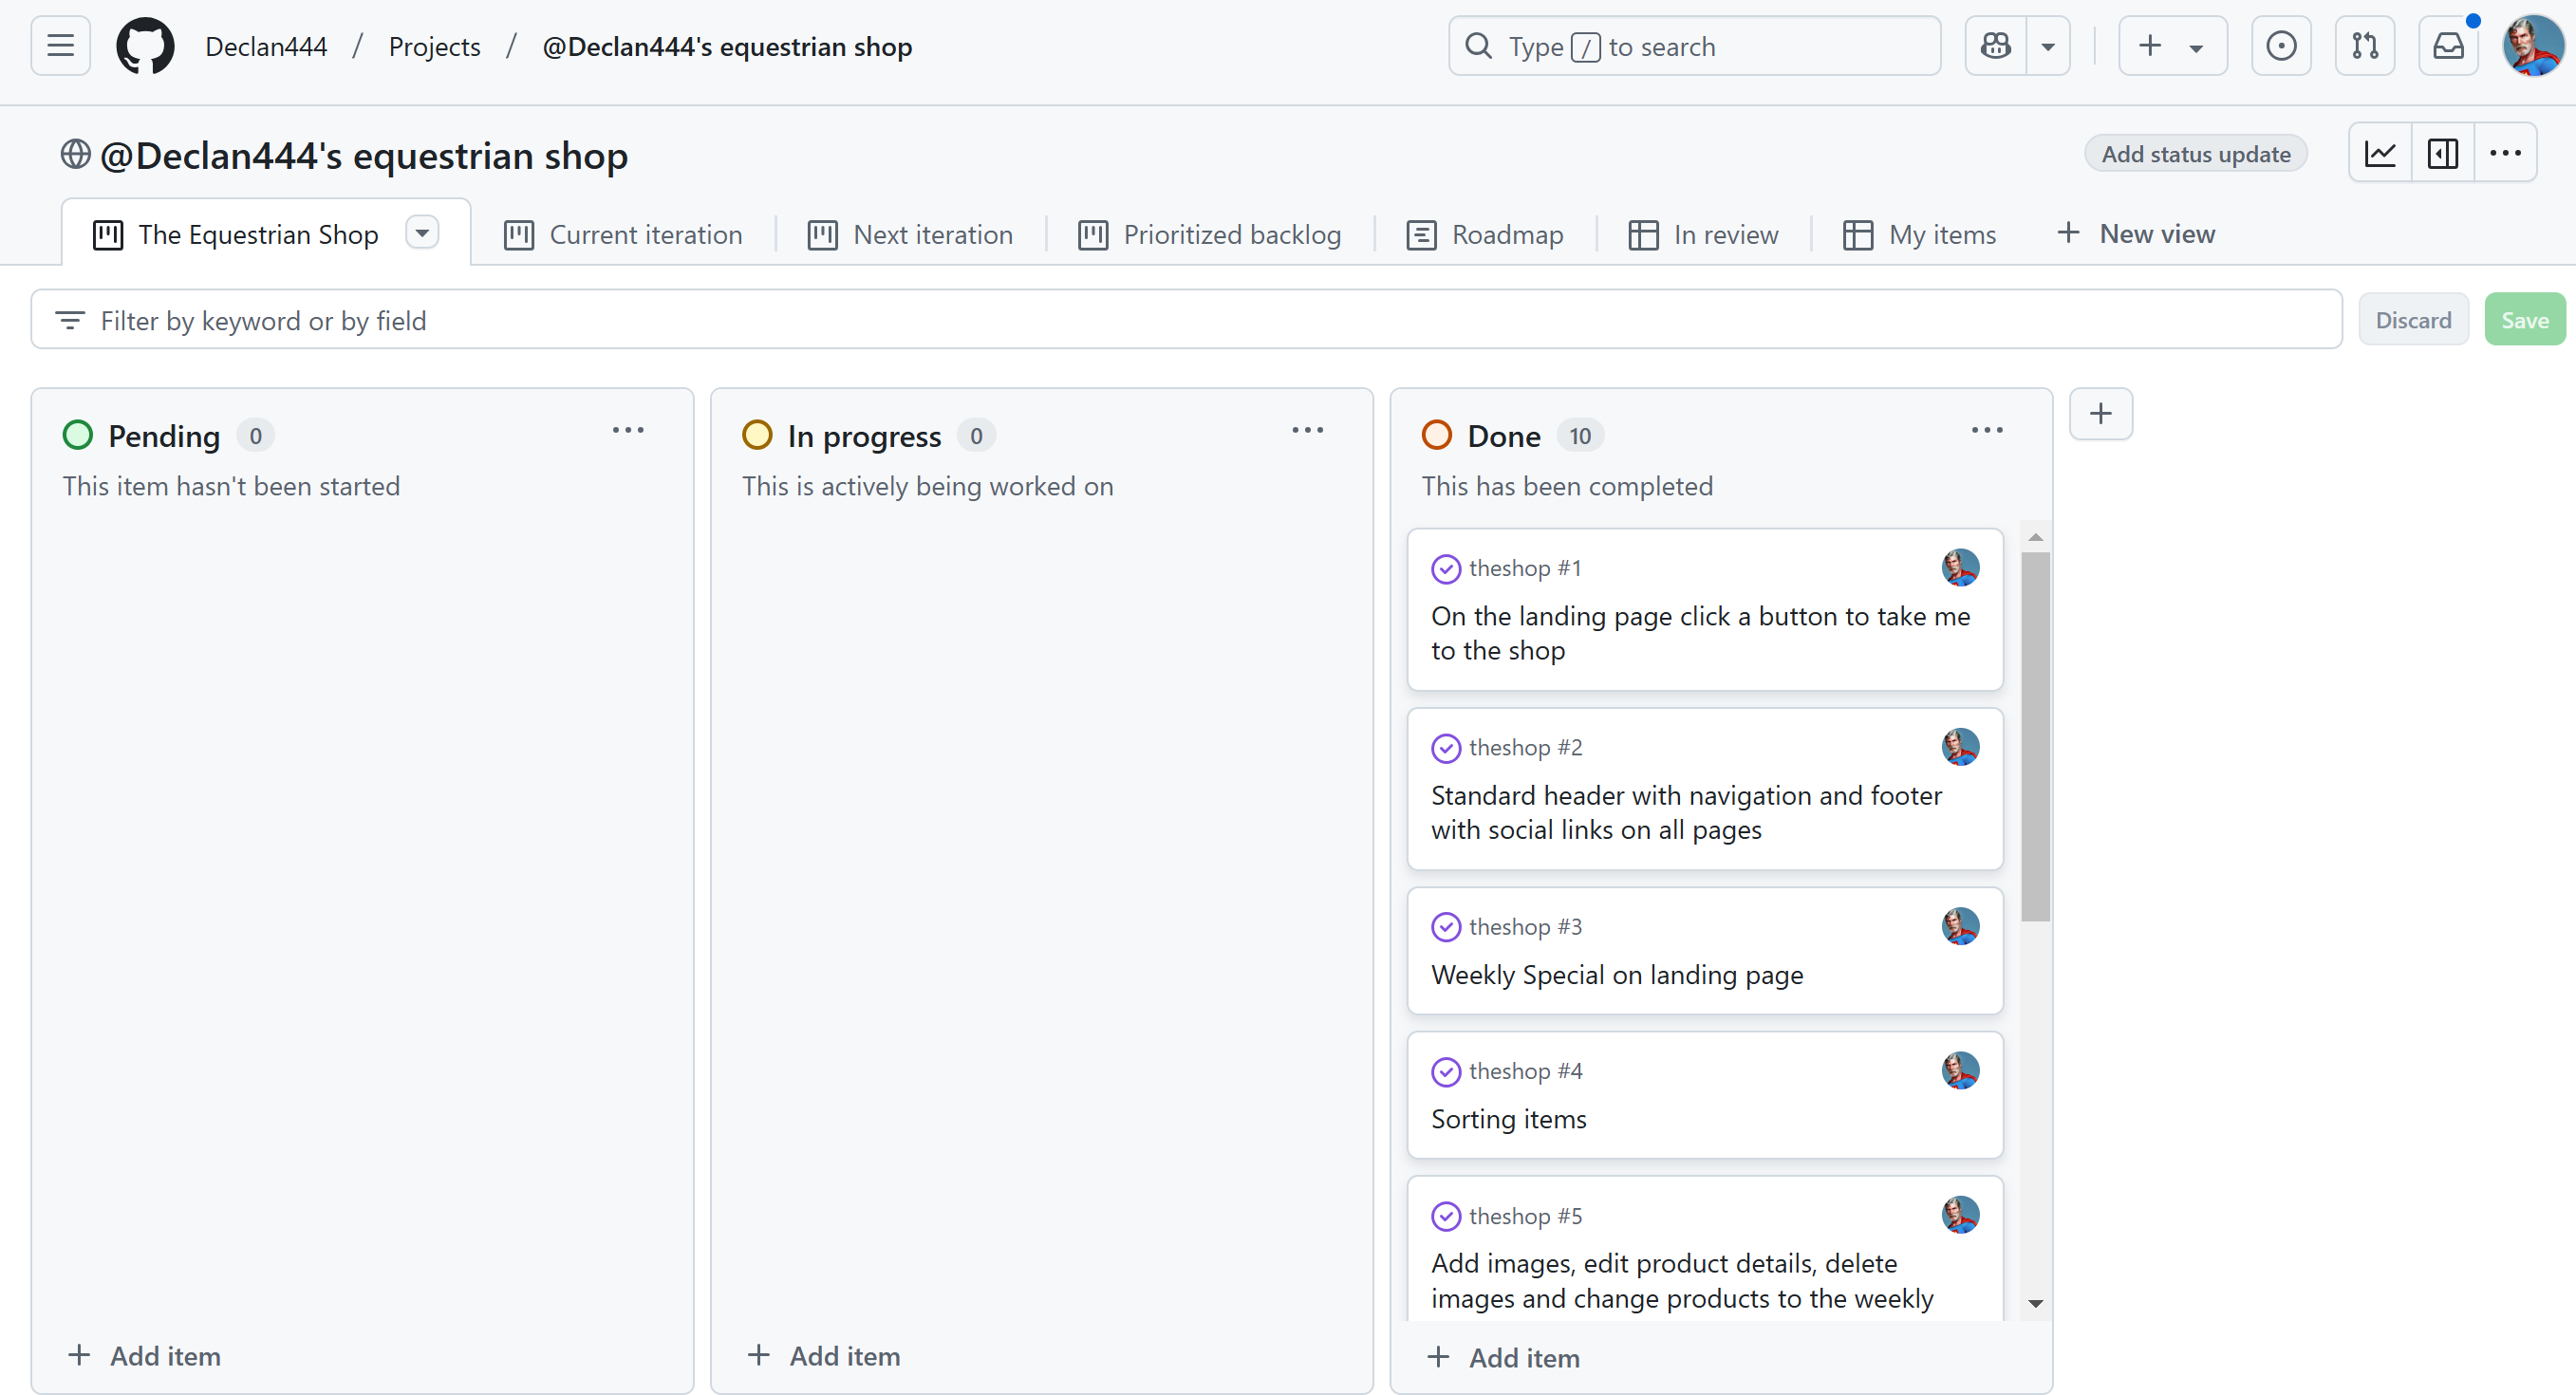 Declan444 / Projects / @Declan444's equestrian shop
Type / to search
@Declan444's equestrian shop
Add status update
The Equestrian Shop
Current iteration
Next iteration
Prioritized backlog
Roadmap
In review
My items
New view
Filter by keyword or by field
Discard
Save
Pending 0
This item hasn't been started
Add item
In progress 0
This is actively being worked on
Add item
Done 10
This has been completed
theshop #1
On the landing page click a button to take me
to the shop
theshop #2
Standard header with navigation and footer
with social links on all pages
theshop #3
Weekly Special on landing page
theshop #4
Sorting items
theshop #5
Add images, edit product details, delete
images and change products to the weekly
Add item